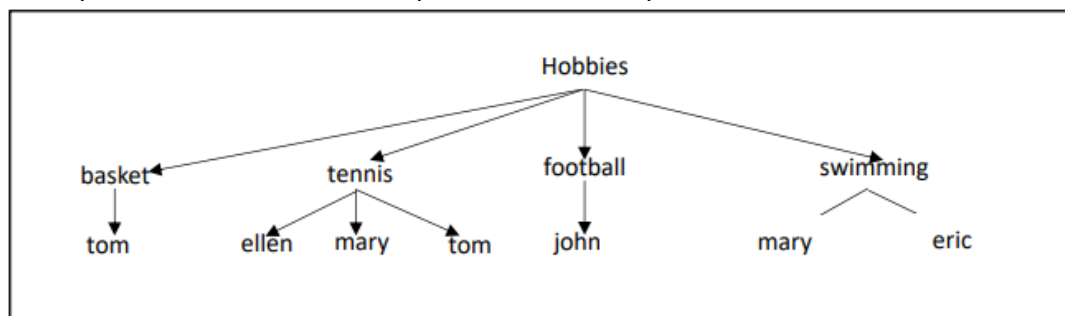 Hobbies
basket tennis football swimming
tom ellen mary tom john mary eric